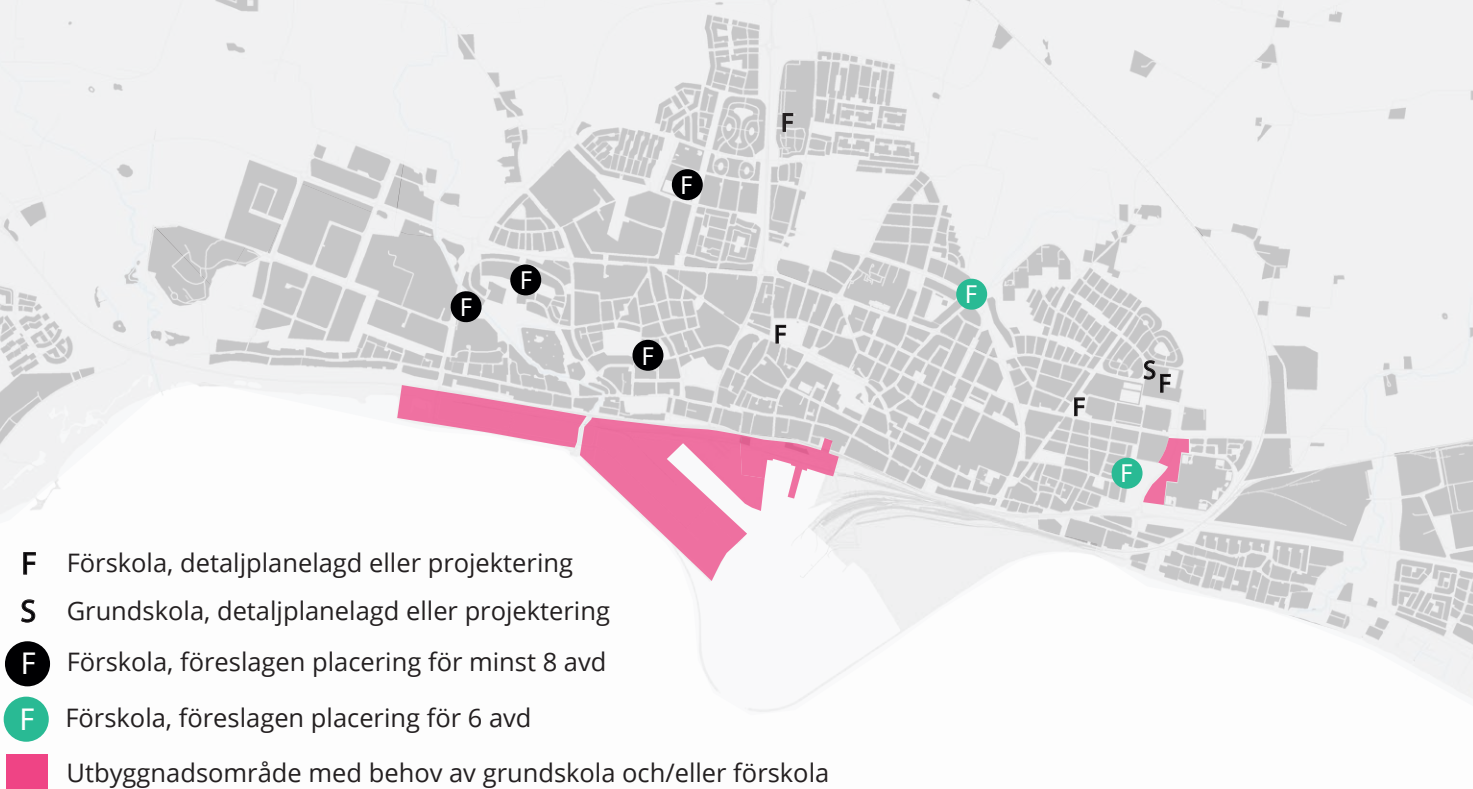 F
F
F
F
F
F
F
F
S
F
F
F
F Förskola, detaljplanelagd eller projektering
S Grundskola, detaljplanelagd eller projektering
F Förskola, föreslagen placering för minst 8 avd
F Förskola, föreslagen placering för 6 avd
Utbyggnadsområde med behov av grundskola och/eller förskola